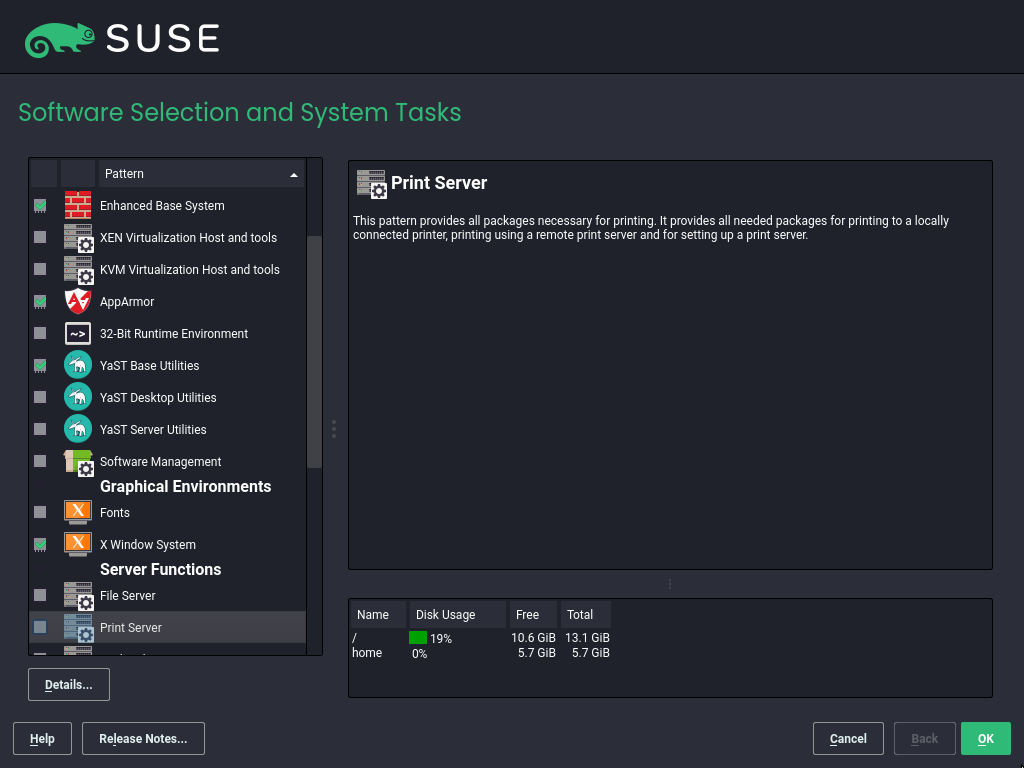 SUSE
Software Selection and System Tasks
Pattern
Enhanced Base System
XEN Virtualization Host and tools
KVM Virtualization Host and tools
AppArmor
~>
32-Bit Runtime Environment
YaST Base Utilities
YaST Desktop Utilities
YaST Server Utilities
Software Management
Graphical Environments
X
Fonts
X
X Window System
Server Functions
File Server
Print Server
Details...
Print Server
This pattern provides all packages necessary for printing. It provides all needed packages for printing to a locally
connected printer, printing using a remote print server and for setting up a print server.
Name Disk Usage Free Total
/ 19% 10.6 GiB 13.1 GiB
home 0% 5.7 GiB 5.7 GiB
Help Release Notes... Cancel Back OK